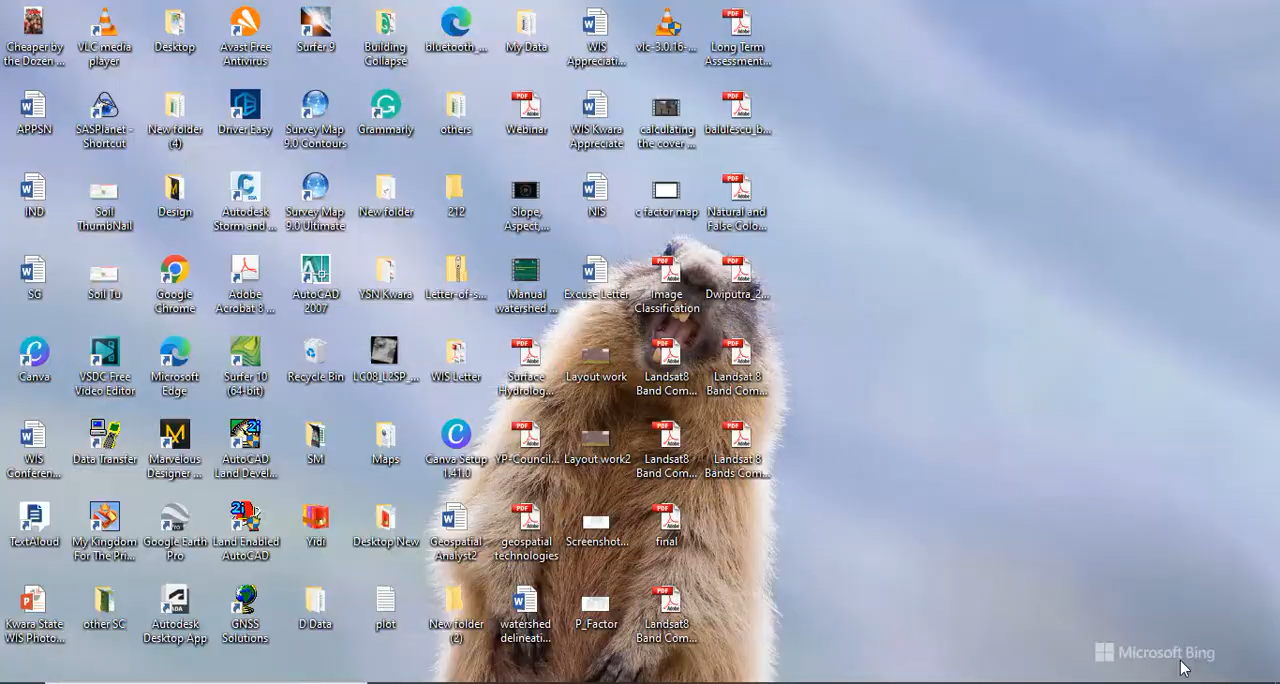 Cheaper by
the Dozen ...
VLC media
player
Desktop
Avast Free
Antivirus
Surfer 9
Building
Collapse
bluetooth_...
My Data
WIS
Appreciati...
vlc-3.0.16-...
Long Term
Assessment...
APPSN
SASPlanet -
Shortcut
New folder
(4)
Driver Easy
Survey Map
9.0 Contours
Grammarly
others
Webinar
WIS Kwara
Appreciate
calculating
the cover ...
balulescu_b...
IND
Soil
ThumbNail
Design
Autodesk
Storm and ...
Survey Map
9.0 Ultimate
New folder
212
Slope,
Aspect,...
NIS
c factor map
Natural and
False Colo...
SG
Soil Tu
Google
Chrome
Adobe
Acrobat 8 ...
AutoCAD
2007
YSN Kwara
Letter-of-s...
Manual
watershed ...
Excuse Letter
Image
Classification
Dwiputra_2...
Canva
VSDC Free
Video Editor
Microsoft
Edge
Surfer 10
(64-bit)
Recycle Bin
LC08_L2SP_...
WIS Letter
Surface
Hydrolog...
Layout work
Landsat8
Band Com...
Landsat 8
Band Com...
WIS
Conferen...
Data Transfer
Marvelous
Designer ...
AutoCAD
Land Devel...
SMI
Maps
Canva Setup
1.41.0
YP-Council...
Layout work2
Landsat8
Band Com...
Landsat 8
Bands Com...
TextAloud
My Kingdom
For The Pri...
Google Earth
Pro
Land Enabled
AutoCAD
Yidi
Desktop New
Geospatial
Analyst2
geospatial
technologies
Screenshot...
final
Kwara State
WIS Photo...
other SC
Autodesk
Desktop App
GNSS
Solutions
D Data
plot
New folder
(2)
watershed
delineati...
P_Factor
Landsat8
Band Com...
Microsoft Bing